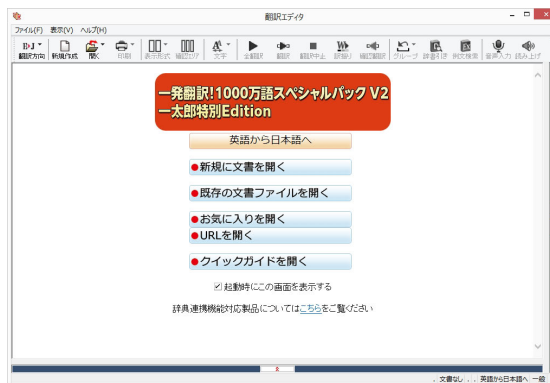 翻訳エディタ
ファイル(F) 表示(V) ヘルプ(H)
翻訳方向 新規作成 開く 印刷 表示形式 確認エリア 文字 全翻訳 翻訳 翻訳中止 訳振り 確認翻訳 グループ 辞書引き 例文検索 音声入力 読み上げ
一発翻訳!1000万語スペシャルパック V2
一太郎特別Edition
英語から日本語へ
新規に文書を開く
既存の文書ファイルを開く
お気に入りを開く
URLを開く
クイックガイドを開く
起動時にこの画面を表示する
辞典連携機能対応製品についてはこちらをご覧ください
文書なし 英語から日本語へ 一般